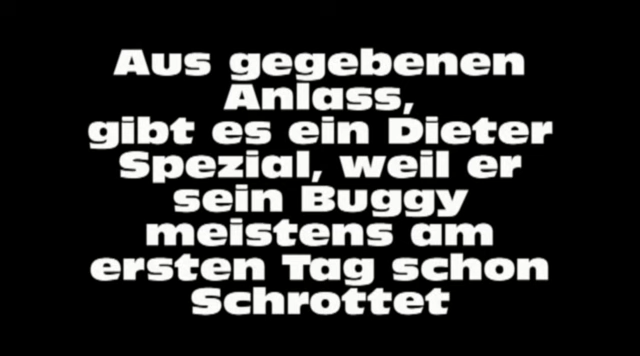 Aus gegebenen
Anlass,
gibt es ein Dieter
Spezial, weil er
sein Buggy
meistens am
ersten Tag schon
Schrottet